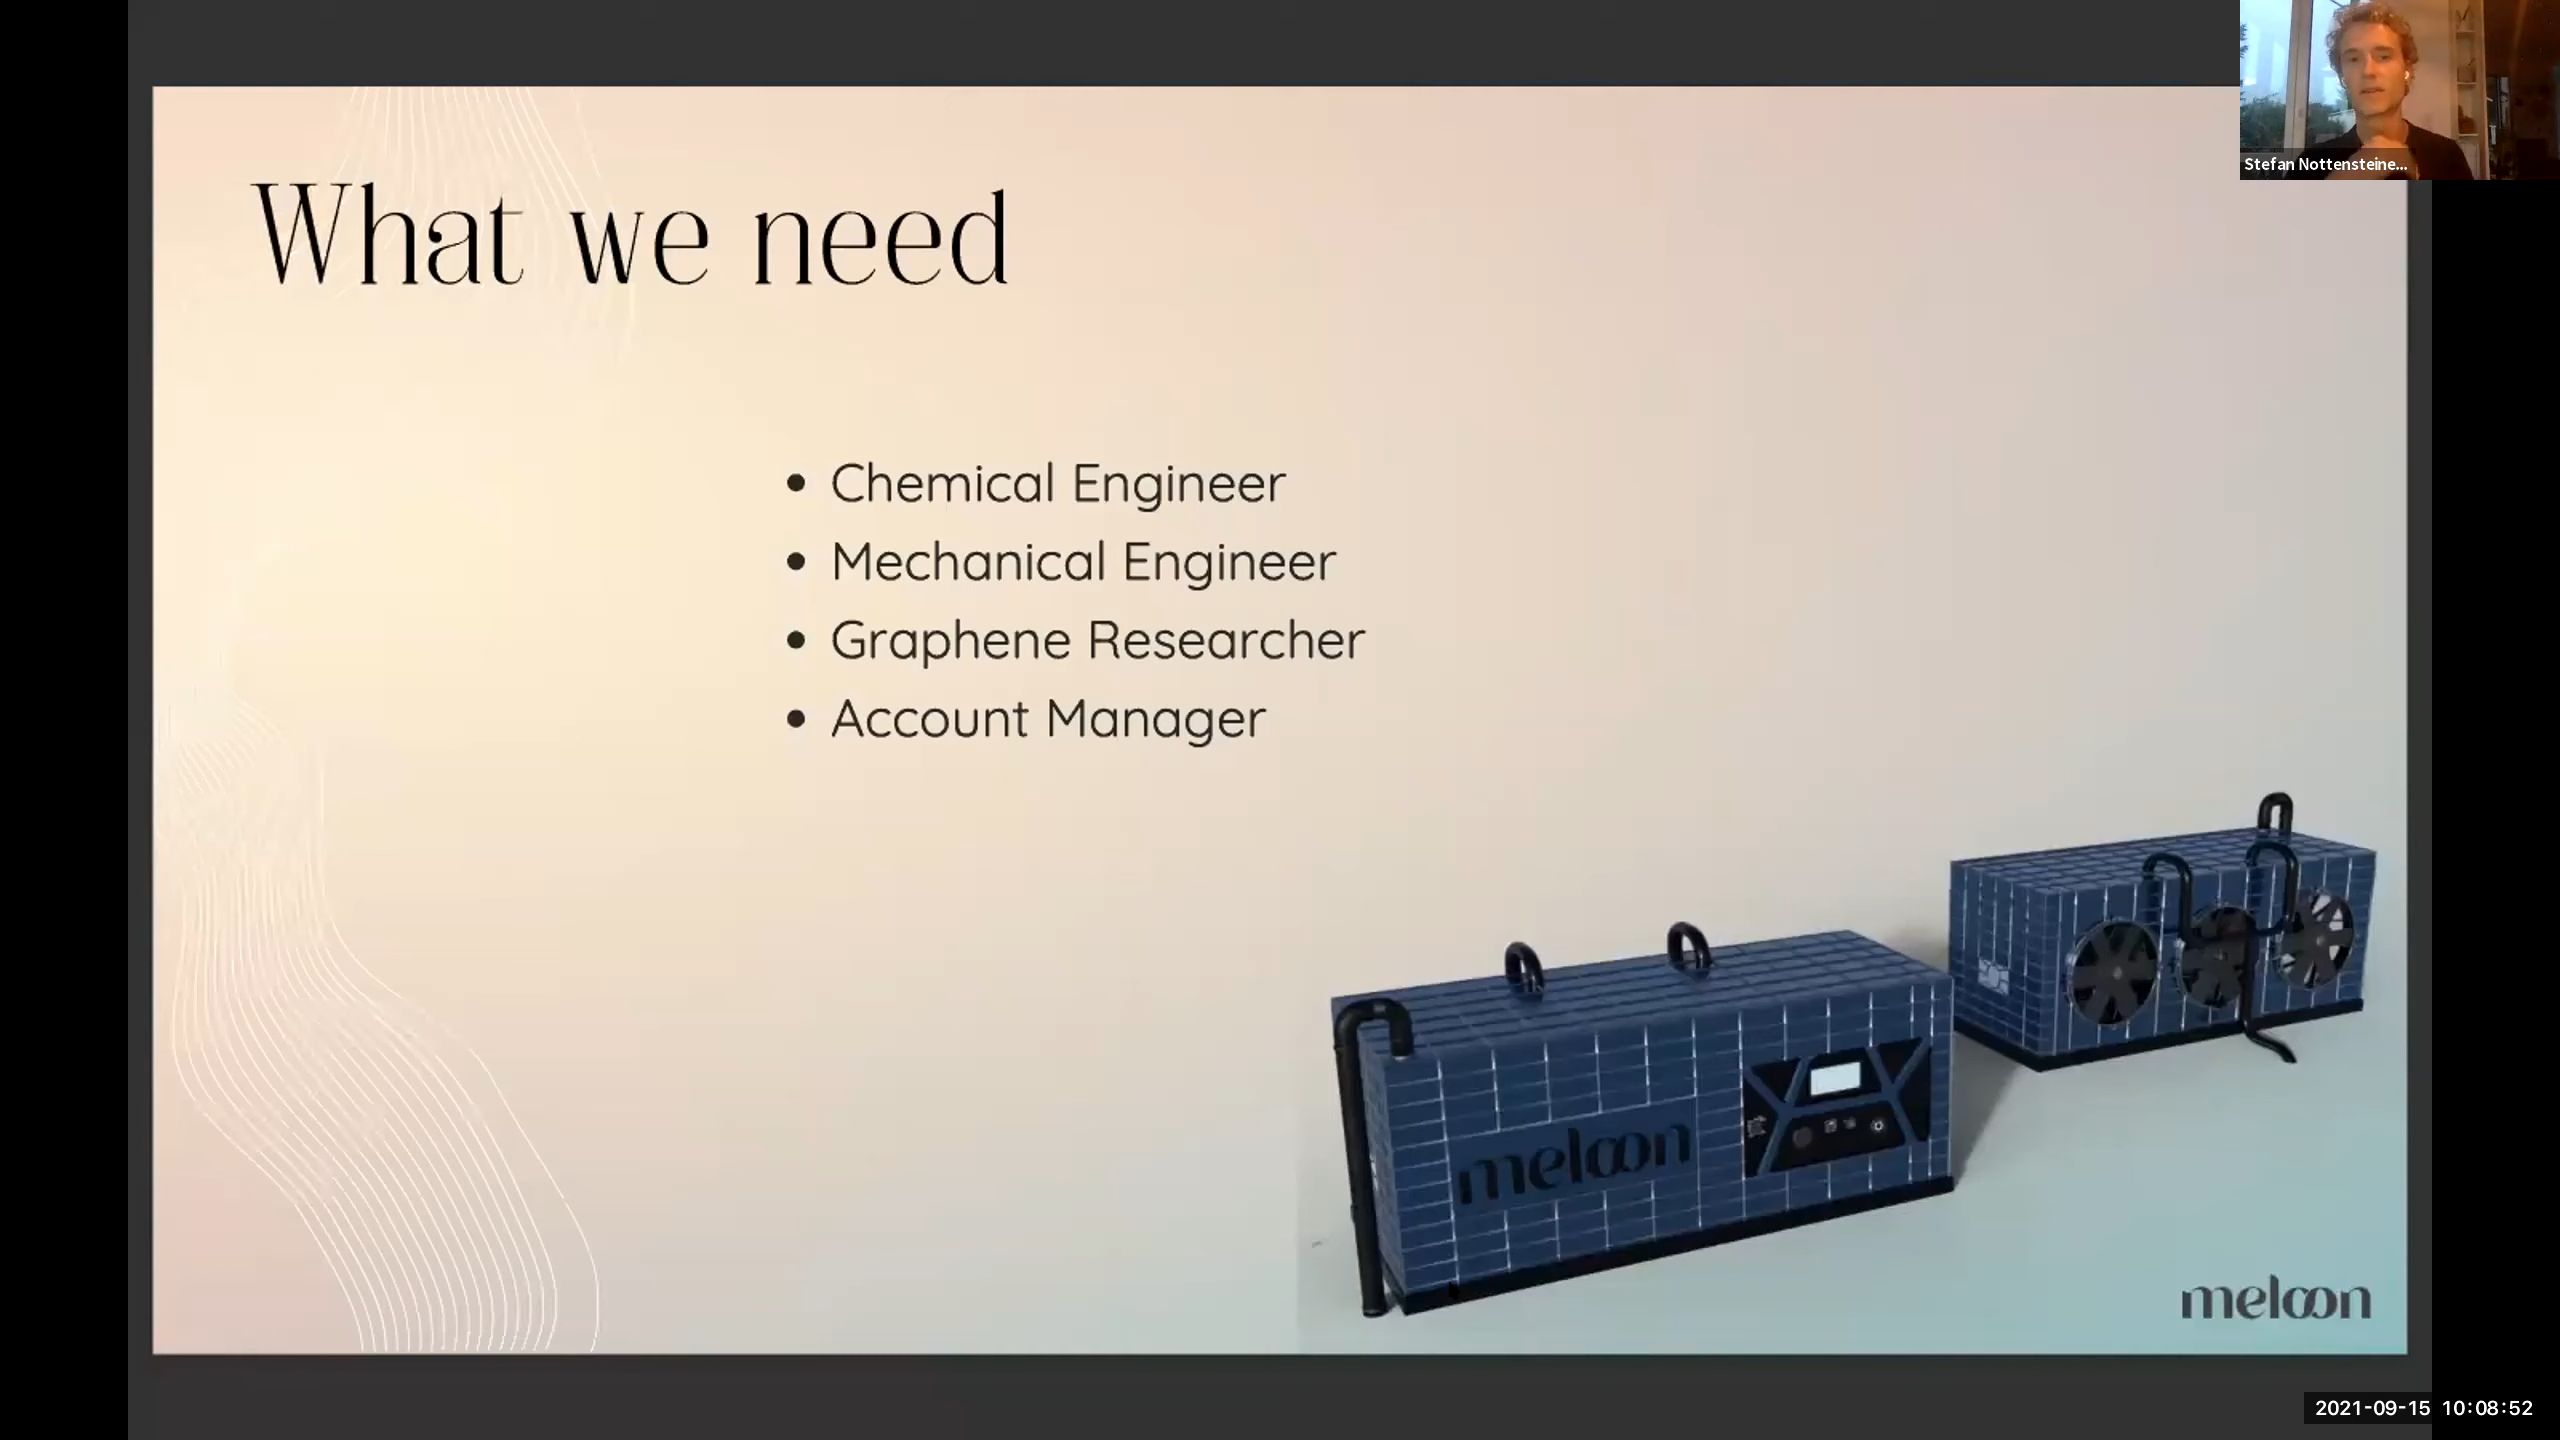 Stefan Nottensteine...
What we need
• Chemical Engineer
• Mechanical Engineer
• Graphene Researcher
• Account Manager
meloon
meloon
2021-09-15 10:08:52